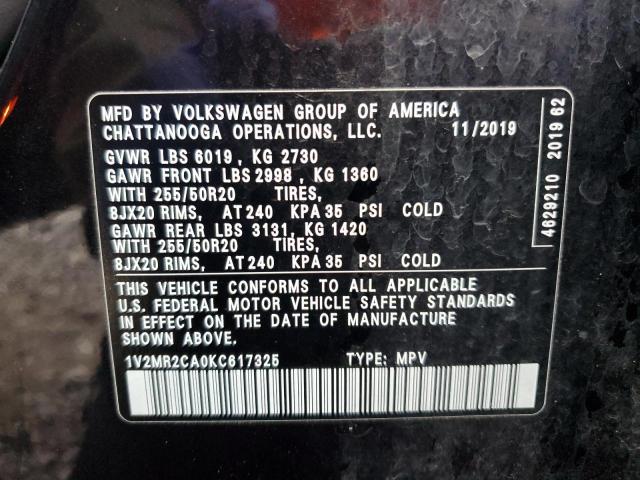 MFD BY VOLKSWAGEN GROUP OF AMERICA
CHATTANOOGA OPERATIONS, LLC. 11/2019
GVWR LBS 6019, KG 2730
GAWR FRONT LBS 2998, KG 1360
WITH 255/50R20 TIRES,
8JX20 RIMS, AT 240 KPA 35 PSI COLD
GAWR REAR LBS 3131, KG 1420
WITH 255/50R20 TIRES,
8JX20 RIMS, AT 240 KPA 35 PSI COLD
THIS VEHICLE CONFORMS TO ALL APPLICABLE
U.S. FEDERAL MOTOR VEHICLE SAFETY STANDARDS
IN EFFECT ON THE DATE OF MANUFACTURE
SHOWN ABOVE.
1V2MR2CA0KC617325 TYPE: MPV
4629210 2019 62